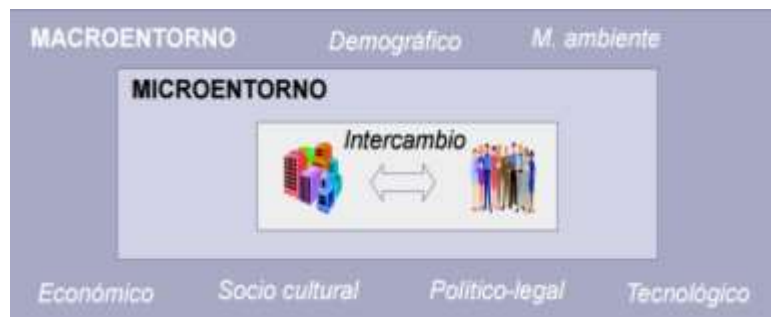 MACROENTORNO Demográfico M. ambiente
MICROENTORNO
Intercambio
Económico Socio cultural Político-legal Tecnológico